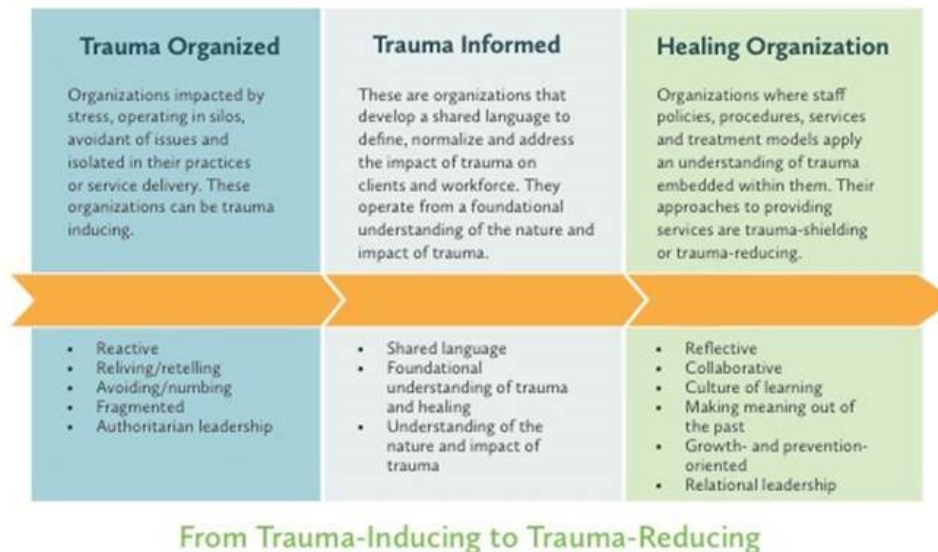 Trauma Organized
Organizations impacted by
stress, operating in silos,
avoidant of issues and
isolated in their practices
or service delivery. These
organizations can be trauma
inducing.
Trauma Informed
These are organizations that
develop a shared language to
define, normalize and address
the impact of trauma on
clients and workforce. They
operate from a foundational
understanding of the nature and
impact of trauma.
Healing Organization
Organizations where staff
policies, procedures, services
and treatment models apply
an understanding of trauma
embedded within them. Their
approaches to providing
services are trauma-shielding
or trauma-reducing.
• Reactive
• Reliving/retelling
• Avoiding/numbing
• Fragmented
• Authoritarian leadership
• Shared language
• Foundational
understanding of trauma
and healing
• Understanding of the
nature and impact of
trauma
• Reflective
• Collaborative
• Culture of learning
• Making meaning out of
the past
• Growth- and prevention-
oriented
• Relational leadership
From Trauma-Inducing to Trauma-Reducing